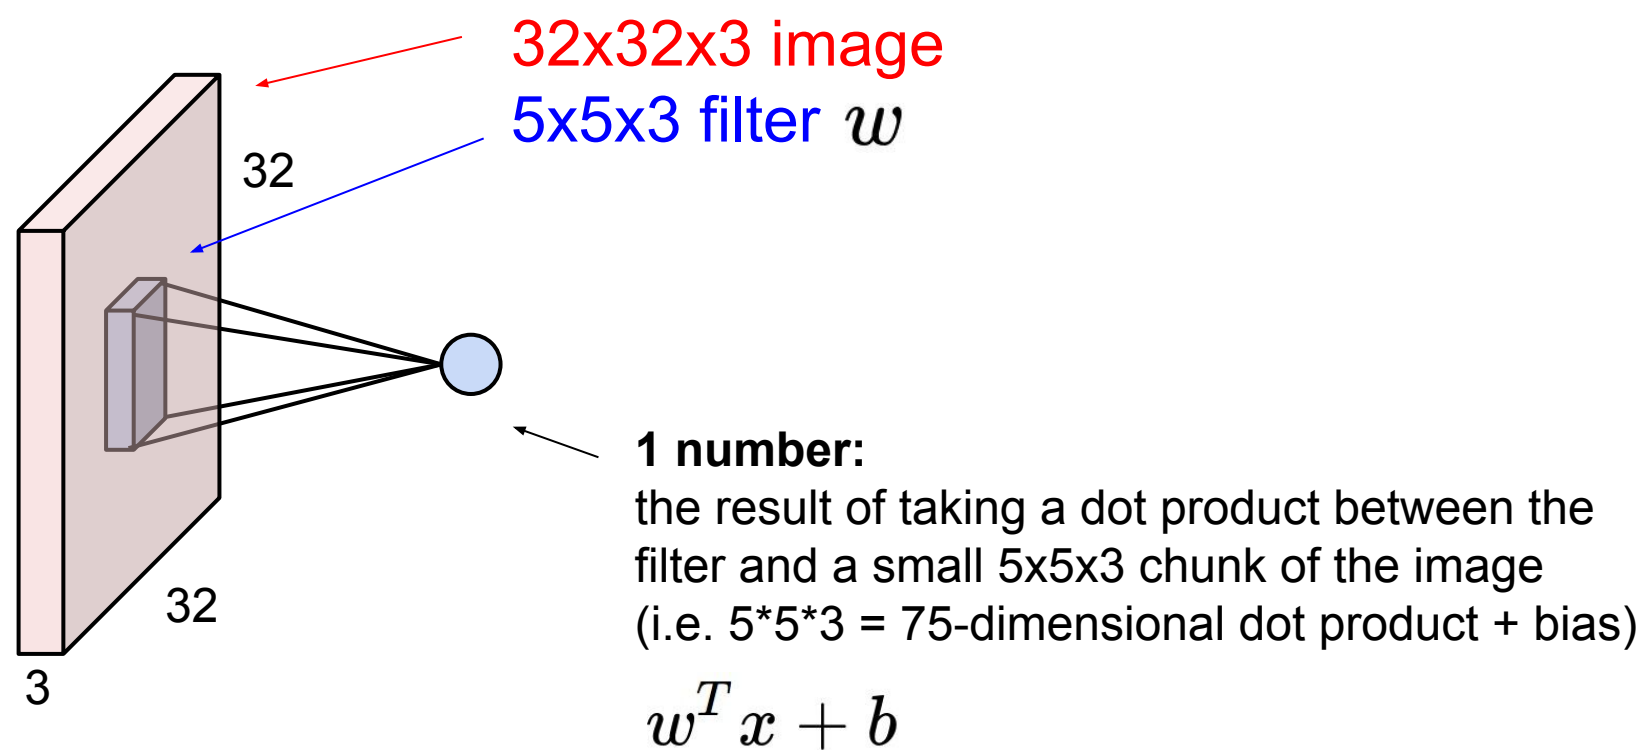 32x32x3 image
5x5x3 filter w
32
32
3
1 number:
the result of taking a dot product between the
filter and a small 5x5x3 chunk of the image
(i.e. 5*5*3 = 75-dimensional dot product + bias)
w^T x + b